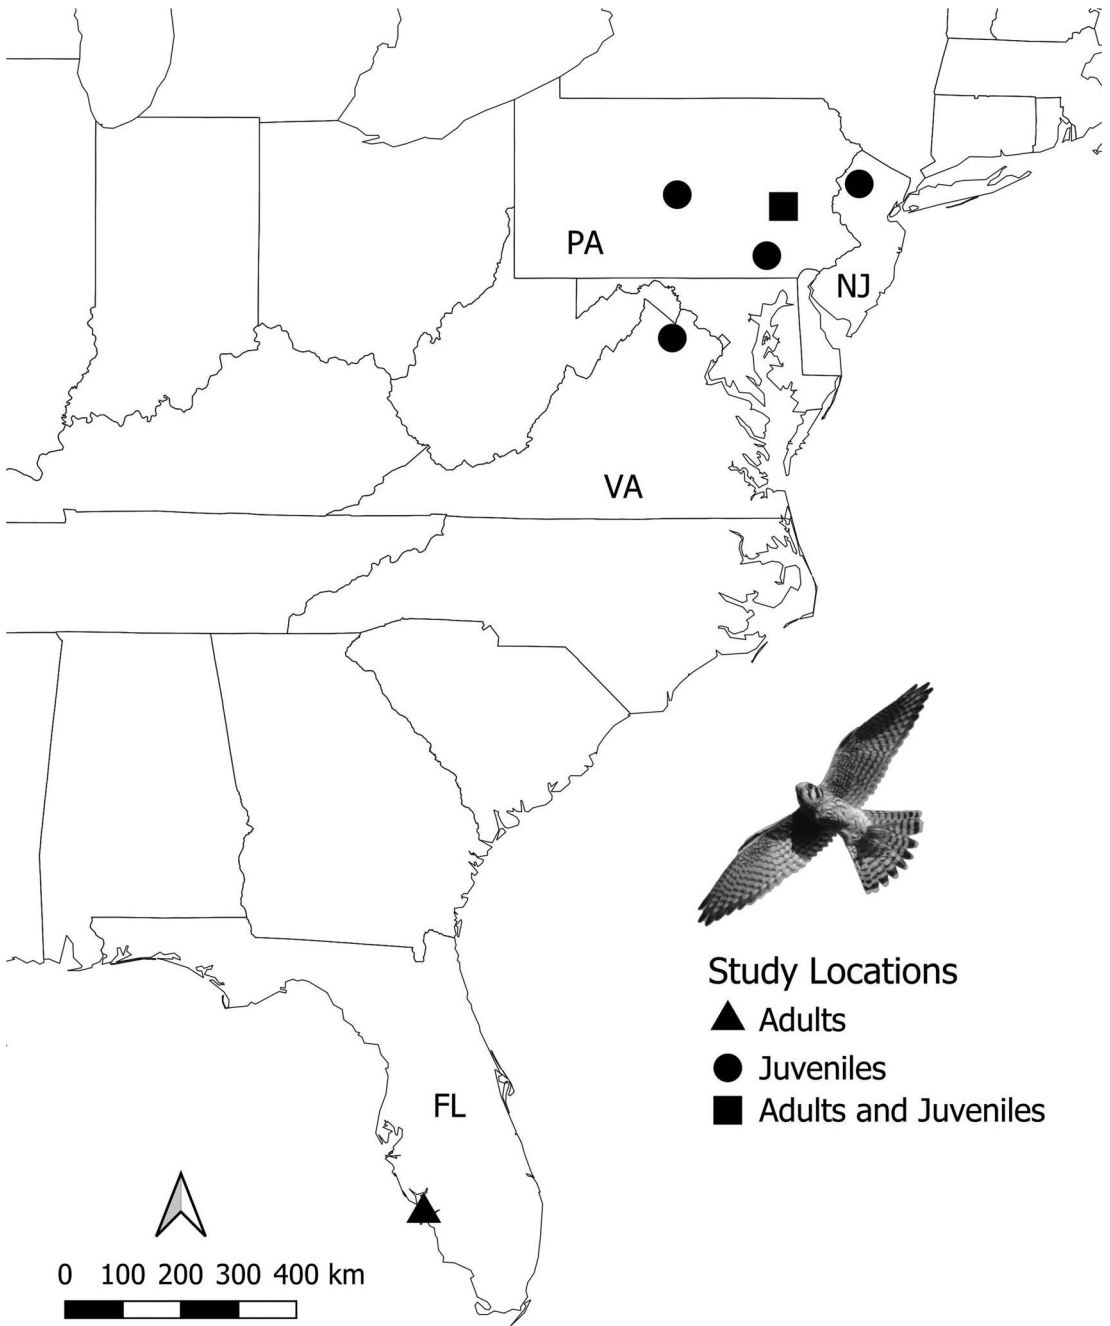 PA
NJ
VA
Study Locations
Adults
Juveniles
Adults and Juveniles
FL
0 100 200 300 400 km